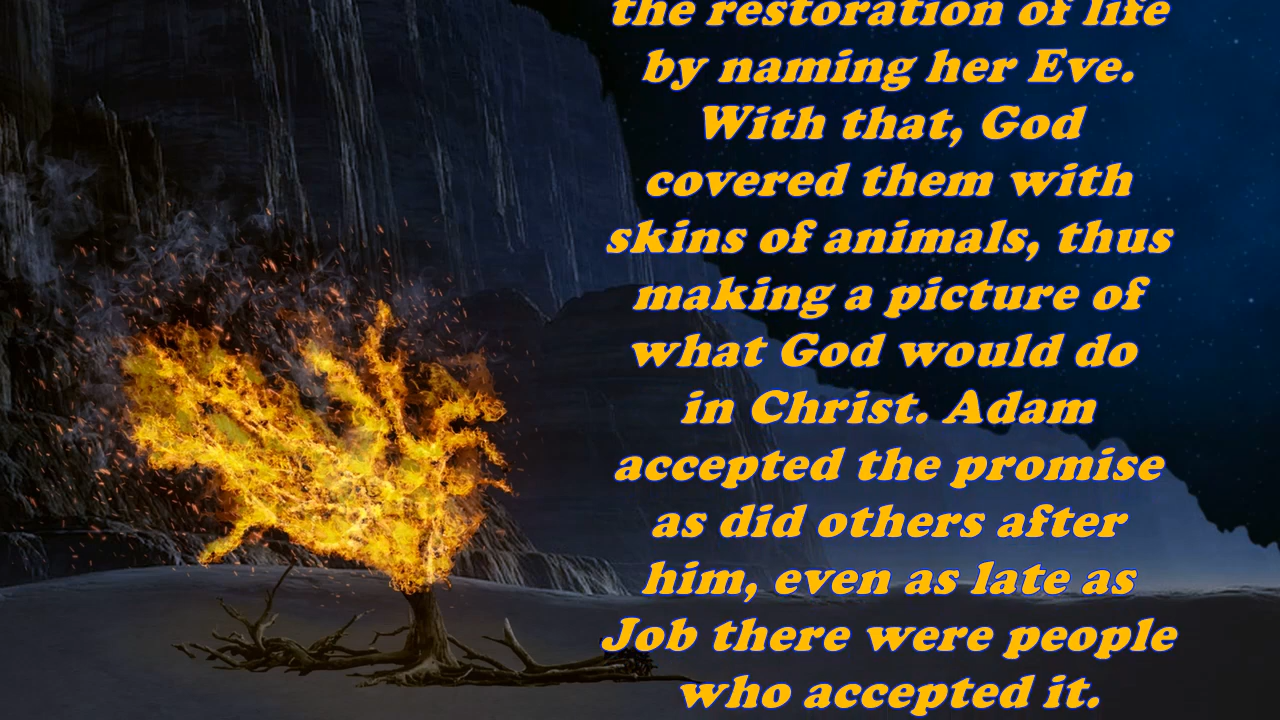 the restoration of life
by naming her Eve.
With that, God
covered them with
skins of animals, thus
making a picture of
what God would do
in Christ. Adam
accepted the promise
as did others after
him, even as late as
Job there were people
who accepted it.